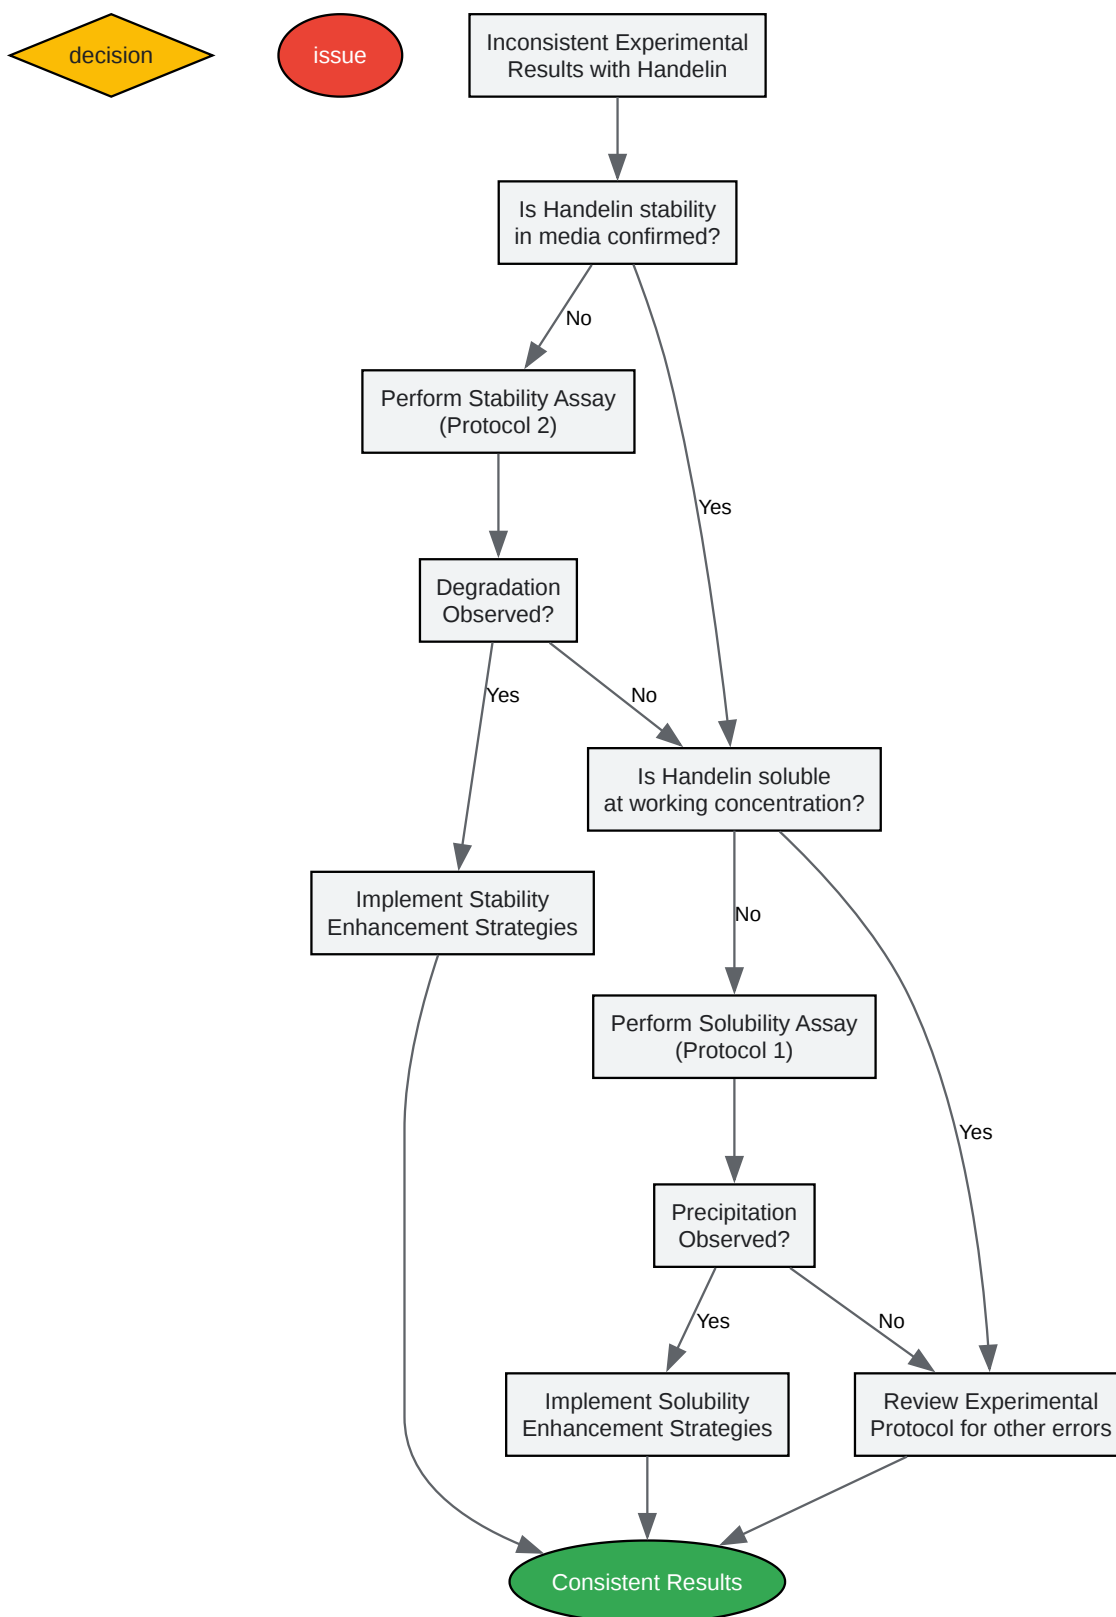 decision
issue
Inconsistent Experimental
Results with Handelin
Is Handelin stability
in media confirmed?
No
Perform Stability Assay
(Protocol 2)
Yes
Degradation
Observed?
Yes
No
Is Handelin soluble
at working concentration?
Implement Stability
Enhancement Strategies
No
Perform Solubility Assay
(Protocol 1)
Yes
Precipitation
Observed?
Yes
No
Implement Solubility
Enhancement Strategies
Review Experimental
Protocol for other errors
Consistent Results